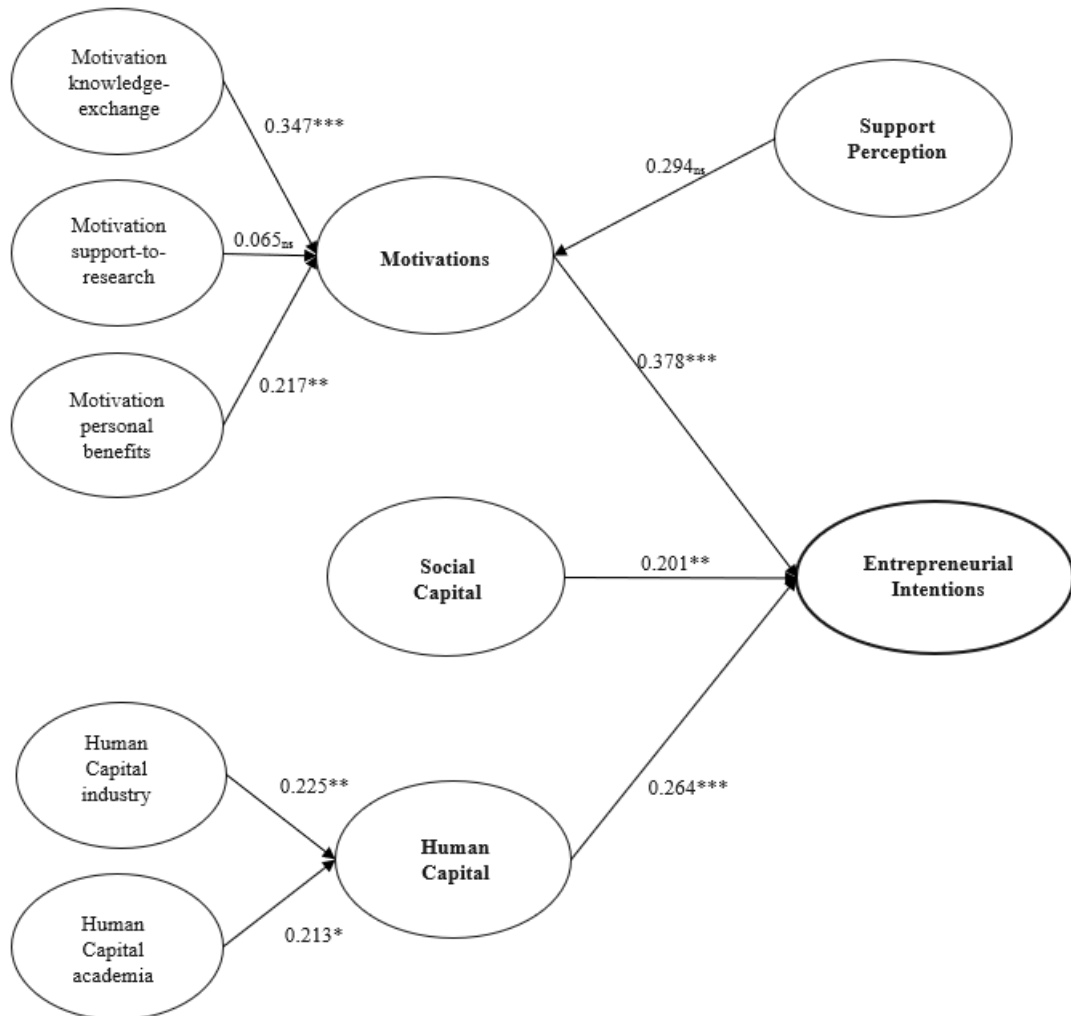 Motivation
knowledge-
exchange
0.347***
Support
Perception
0.294ns
Motivation
support-to-
research
0.065ns
Motivations
0.378***
Motivation
personal
benefits
0.217**
Social
Capital
0.201**
Entrepreneurial
Intentions
Human
Capital
industry
0.225**
0.264***
Human
Capital
Human
Capital
academia
0.213*